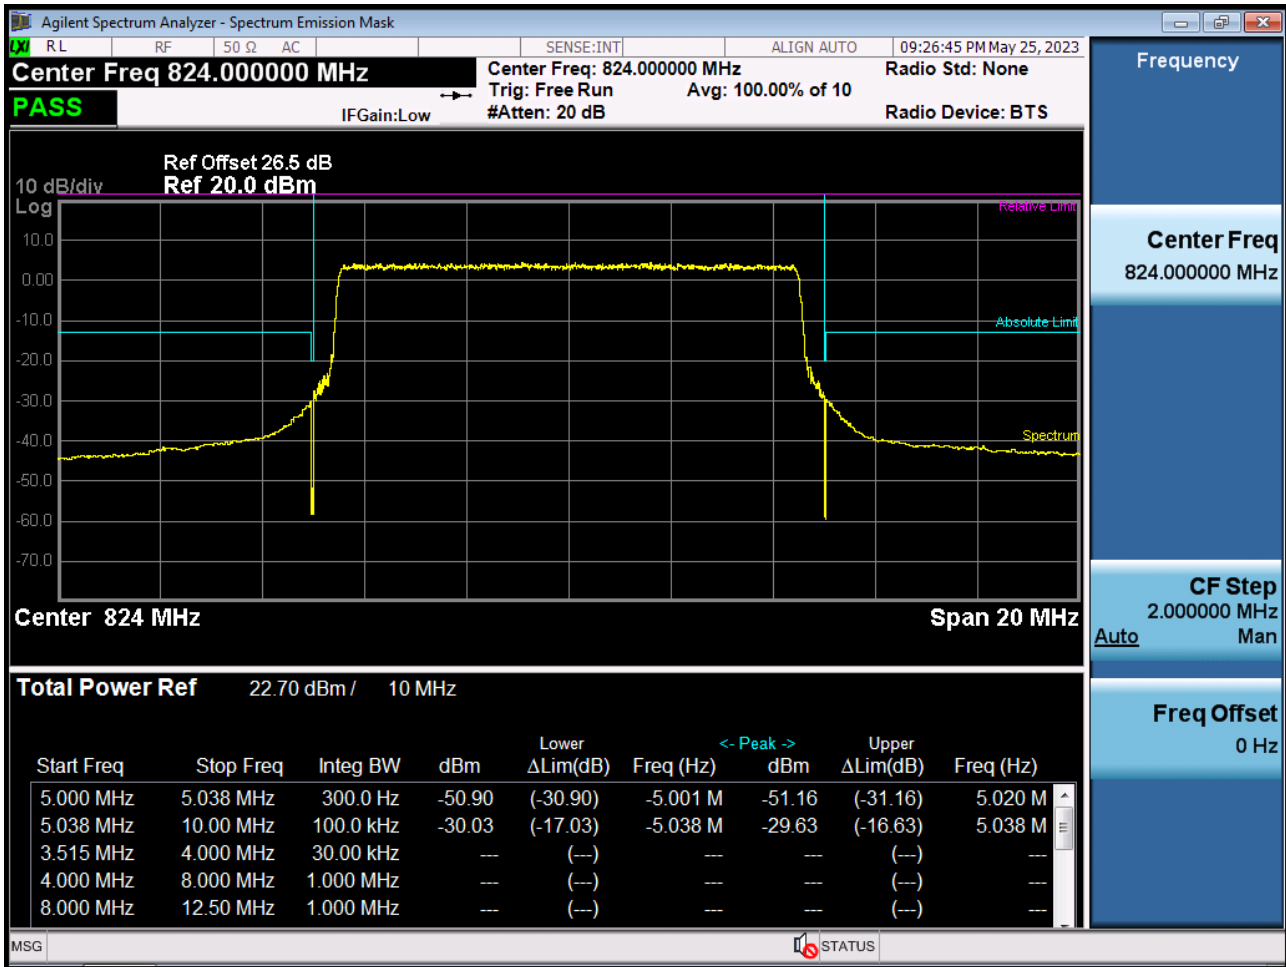 Agilent Spectrum Analyzer - Spectrum Emission Mask
LXI RL RF 50 Ω AC SENSE:INT ALIGN AUTO 09:26:45 PM May 25, 2023
Center Freq 824.000000 MHz
Center Freq: 824.000000 MHz Radio Std: None
Trig: Free Run Avg: 100.00% of 10
PASS
IFGain:Low #Atten: 20 dB Radio Device: BTS
Ref Offset 26.5 dB
10 dB/div Ref 20.0 dBm
Log
Relative Limit
10.0
0.00
-10.0
Absolute Limit
-20.0
-30.0
-40.0
Spectrum
-50.0
-60.0
-70.0
Center 824 MHz Span 20 MHz
Total Power Ref 22.70 dBm / 10 MHz
Lower <- Peak -> Upper
Start Freq Stop Freq Integ BW dBm ΔLim(dB) Freq (Hz) dBm ΔLim(dB) Freq (Hz)
5.000 MHz 5.038 MHz 300.0 Hz -50.90 (-30.90) -5.001 M -51.16 (-31.16) 5.020 M
5.038 MHz 10.00 MHz 100.0 kHz -30.03 (-17.03) -5.038 M -29.63 (-16.63) 5.038 M
3.515 MHz 4.000 MHz 30.00 kHz --- (---) --- --- (---) ---
4.000 MHz 8.000 MHz 1.000 MHz --- (---) --- --- (---) ---
8.000 MHz 12.50 MHz 1.000 MHz --- (---) --- --- (---) ---
MSG STATUS
Frequency
Center Freq
824.000000 MHz
CF Step
2.000000 MHz
Auto Man
Freq Offset
0 Hz